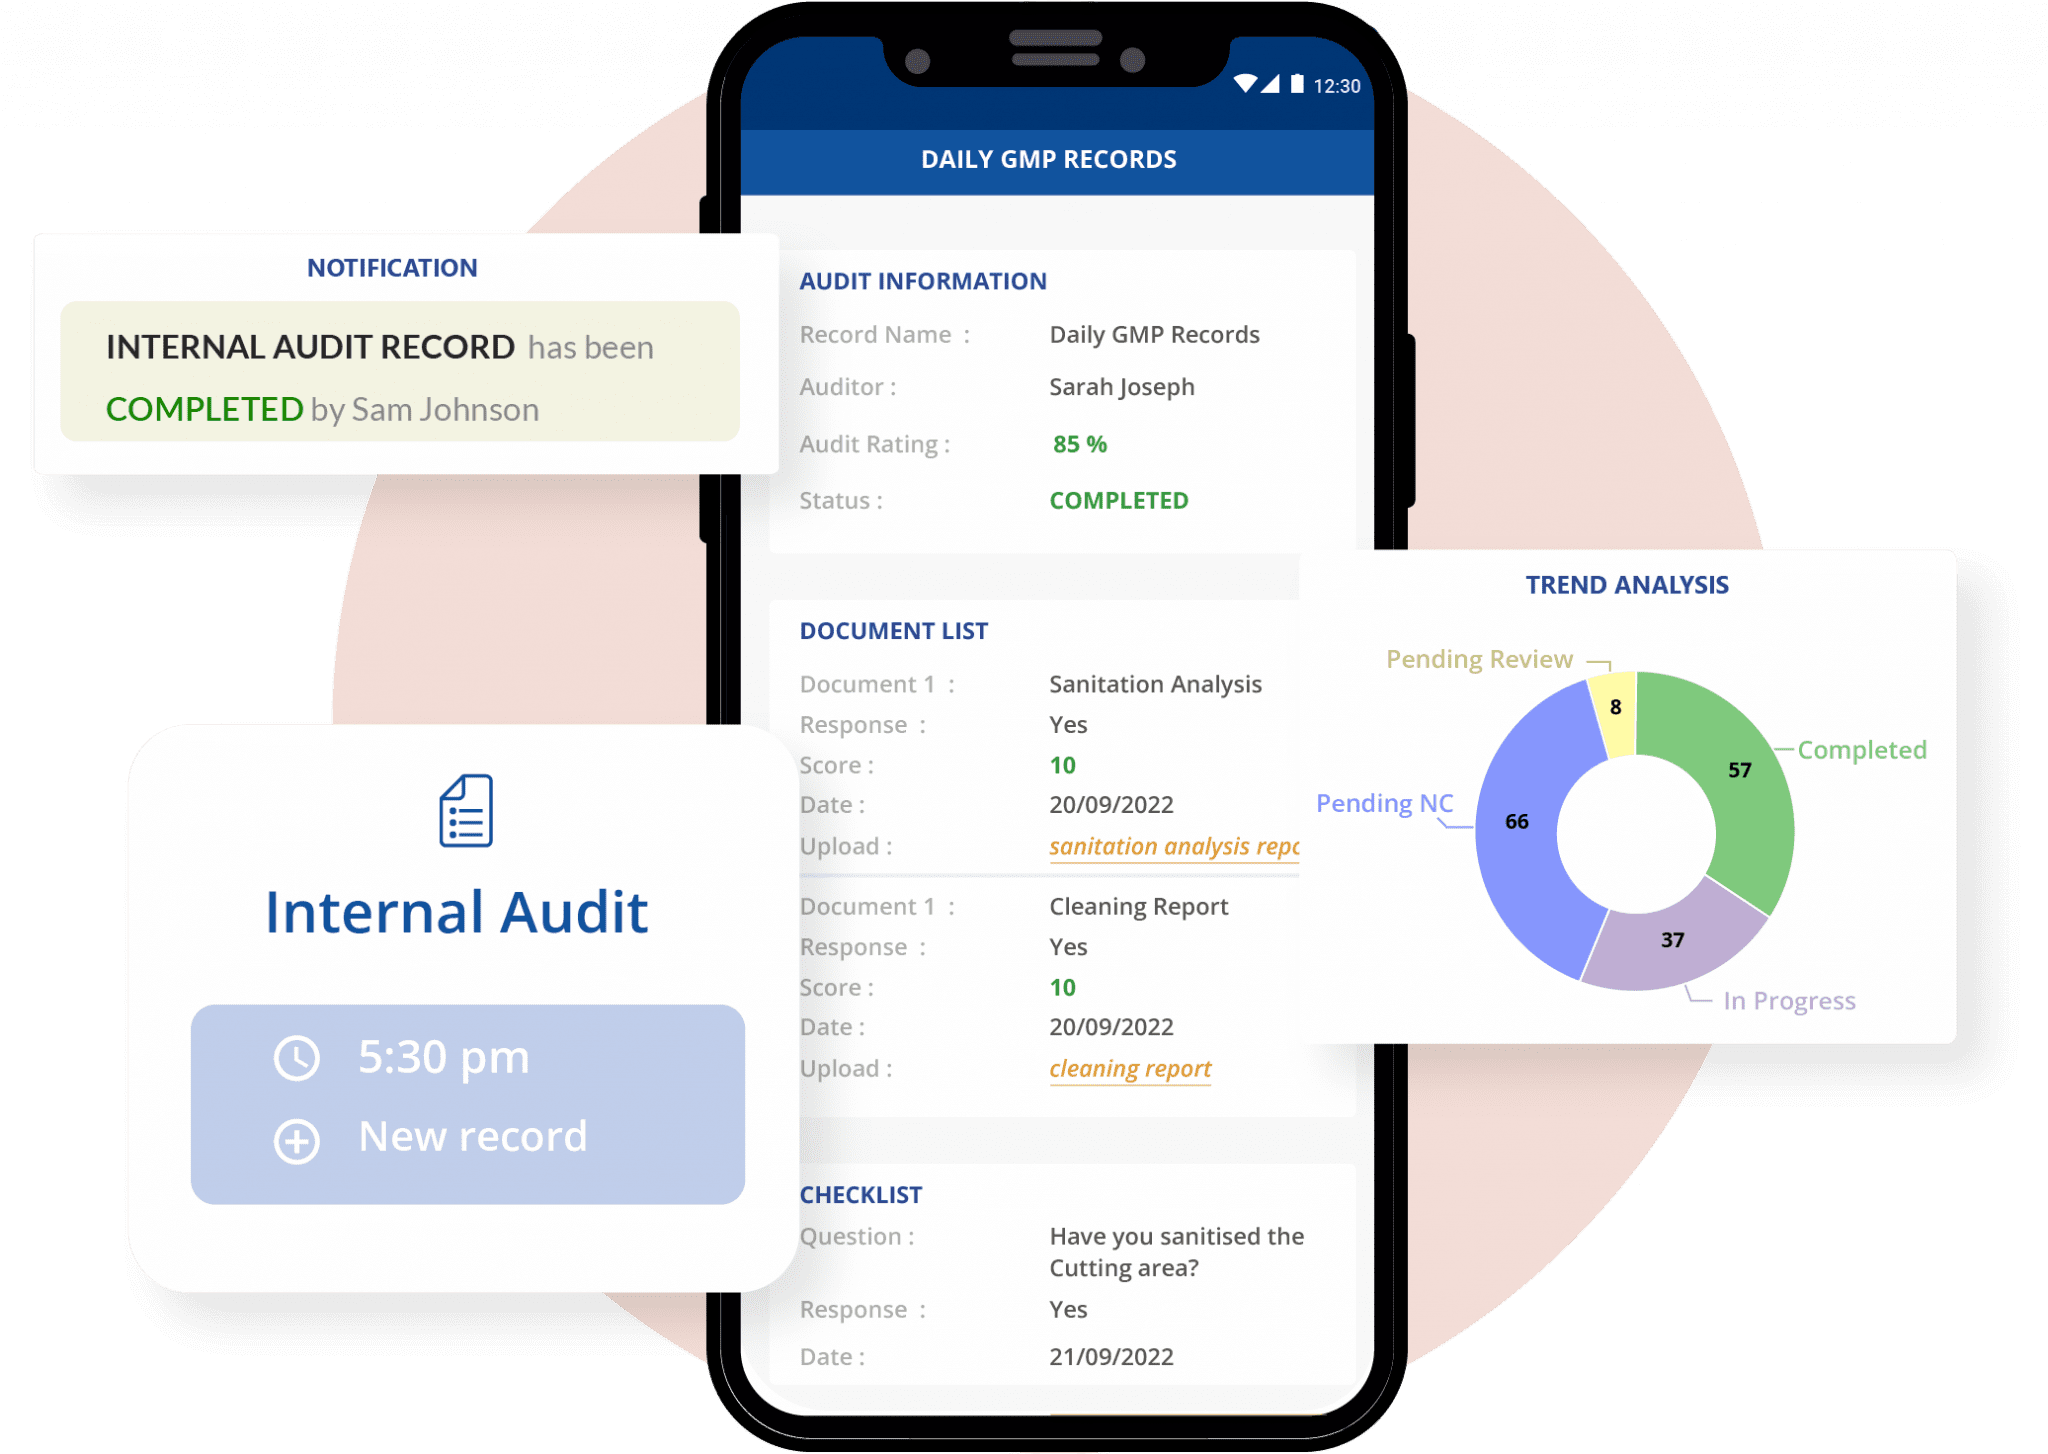 12:30
DAILY GMP RECORDS
NOTIFICATION
INTERNAL AUDIT RECORD has been
COMPLETED by Sam Johnson
AUDIT INFORMATION
Record Name : Daily GMP Records
Auditor : Sarah Joseph
Audit Rating : 85 %
Status : COMPLETED
DOCUMENT LIST
Document 1 : Sanitation Analysis
Response : Yes
Score : 10
Date : 20/09/2022
Upload : sanitation analysis repo
Document 1 : Cleaning Report
Response : Yes
Score : 10
Date : 20/09/2022
Upload : cleaning report
CHECKLIST
Question : Have you sanitised the
Cutting area?
Response : Yes
Date : 21/09/2022
TREND ANALYSIS
Pending Review
8
57
Completed
Pending NC
66
37
In Progress
Internal Audit
5:30 pm
New record